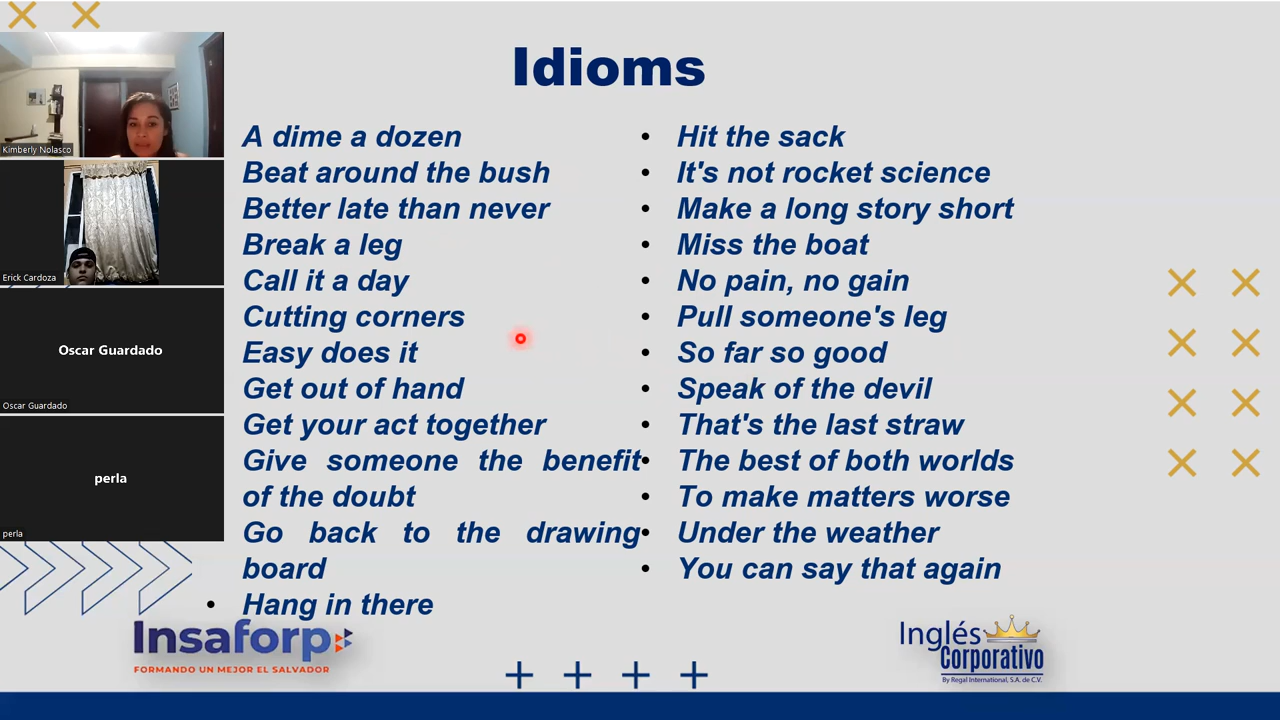 Idioms
Kimberly Nolasco
Erick Cardoza
Oscar Guardado
Oscar Guardado
perla
perla
A dime a dozen
Beat around the bush
Better late than never
Break a leg
Call it a day
Cutting corners
Easy does it
Get out of hand
Get your act together
Give someone the benefit
of the doubt
Go back to the drawing
board
• Hang in there
• Hit the sack
• It's not rocket science
• Make a long story short
• Miss the boat
• No pain, no gain
• Pull someone's leg
• So far so good
• Speak of the devil
• That's the last straw
• The best of both worlds
• To make matters worse
• Under the weather
• You can say that again
Insaforp
FORMANDO UN MEJOR EL SALVADOR
Inglés
Corporativo
By Regal International, S.A. de C.V.